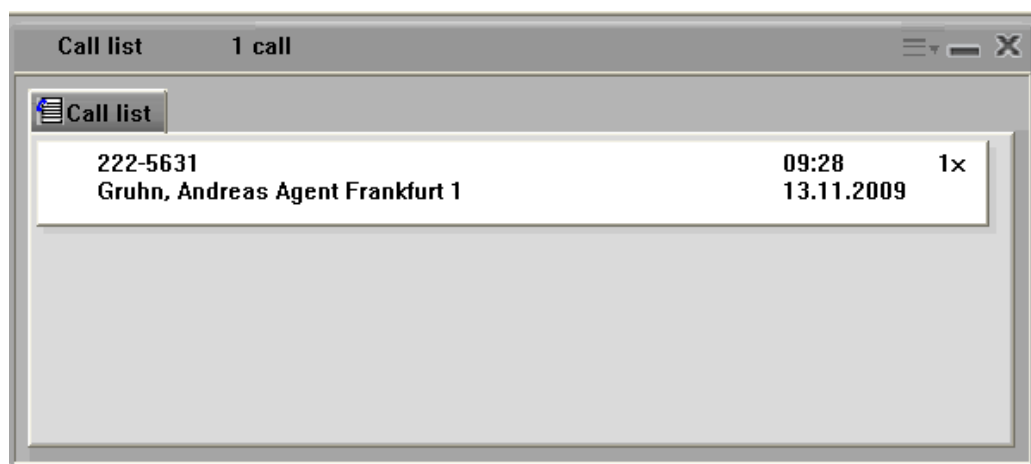 Call list 1 call
Call list
222-5631 09:28 1x
Gruhn, Andreas Agent Frankfurt 1 13.11.2009